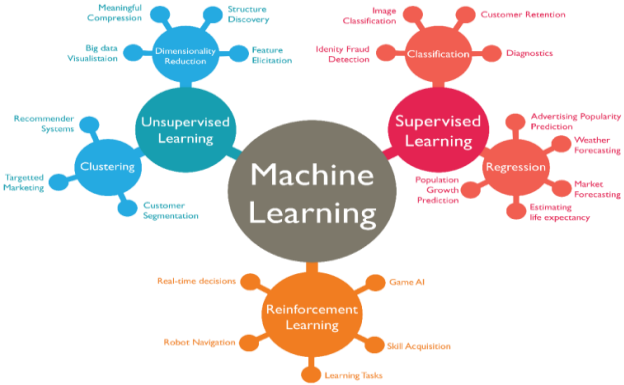 Meaningful
Compression
Structure
Discovery
Big data
Visualistaion
Dimensionality
Reduction
Feature
Elicitation
Unsupervised
Learning
Recommender
Systems
Clustering
Targetted
Marketing
Customer
Segmentation
Image
Classification
Customer Retention
Idenity Fraud
Detection
Classification
Diagnostics
Supervised
Learning
Advertising Popularity
Prediction
Weather
Forecasting
Regression
Population
Growth
Prediction
Market
Forecasting
Estimating
life expectancy
Machine
Learning
Real-time decisions
Game AI
Reinforcement
Learning
Robot Navigation
Skill Acquisition
Learning Tasks